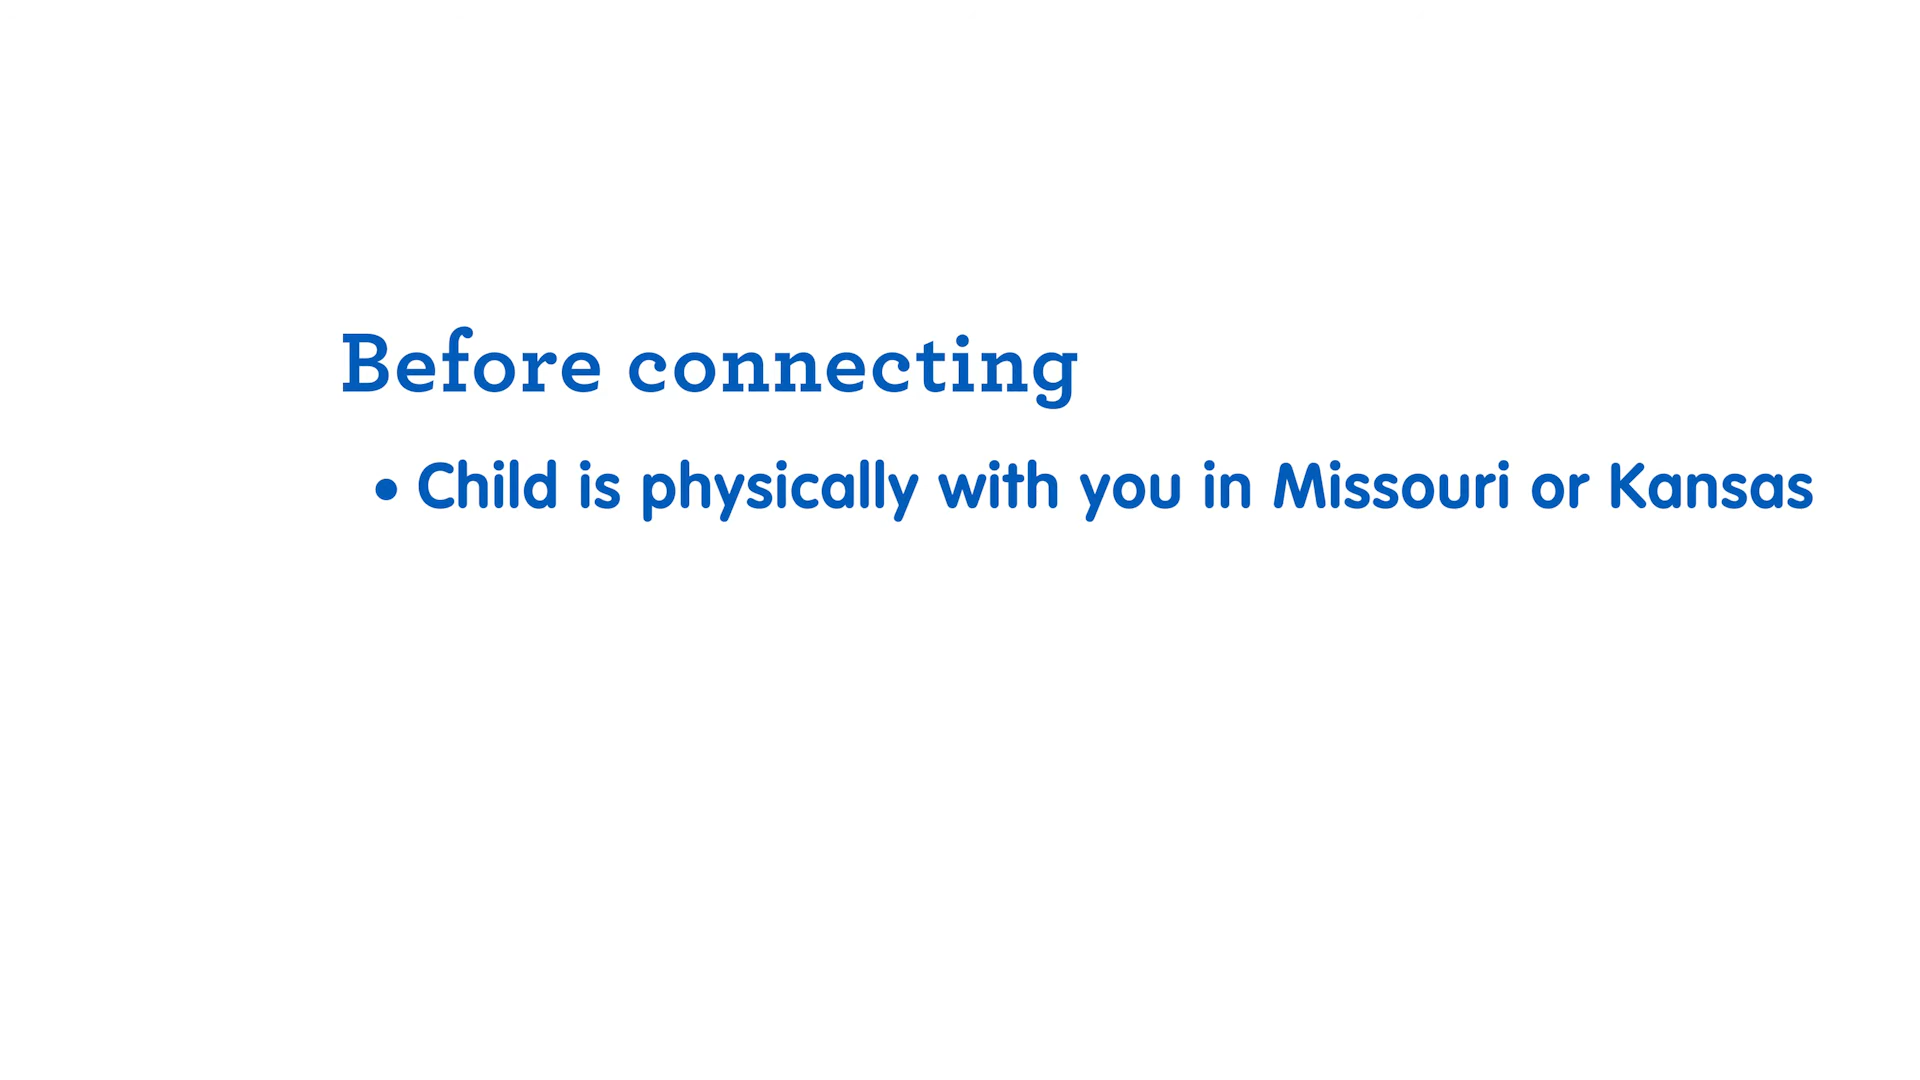 Before connecting
• Child is physically with you in Missouri or Kansas